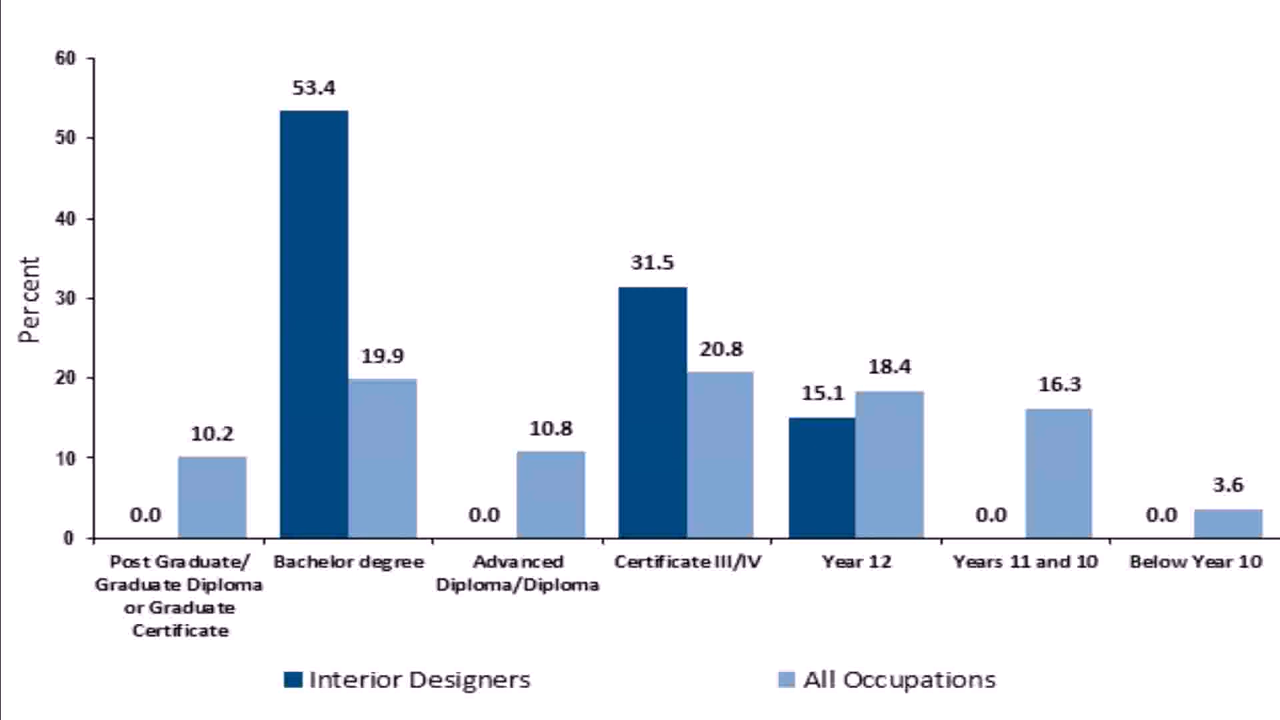 60
53.4
50
40
31.5
Per cent
30
20.8
19.9
18.4
20
16.3
15.1
10.2
10.8
10
3.6
0.0
0.0
0.0
0.0
0
Post Graduate/
Graduate Diploma
or Graduate
Certificate
Bachelor degree
Advanced
Diploma/Diploma
Certificate III/IV
Year 12
Years 11 and 10
Below Year 10
Interior Designers
All Occupations